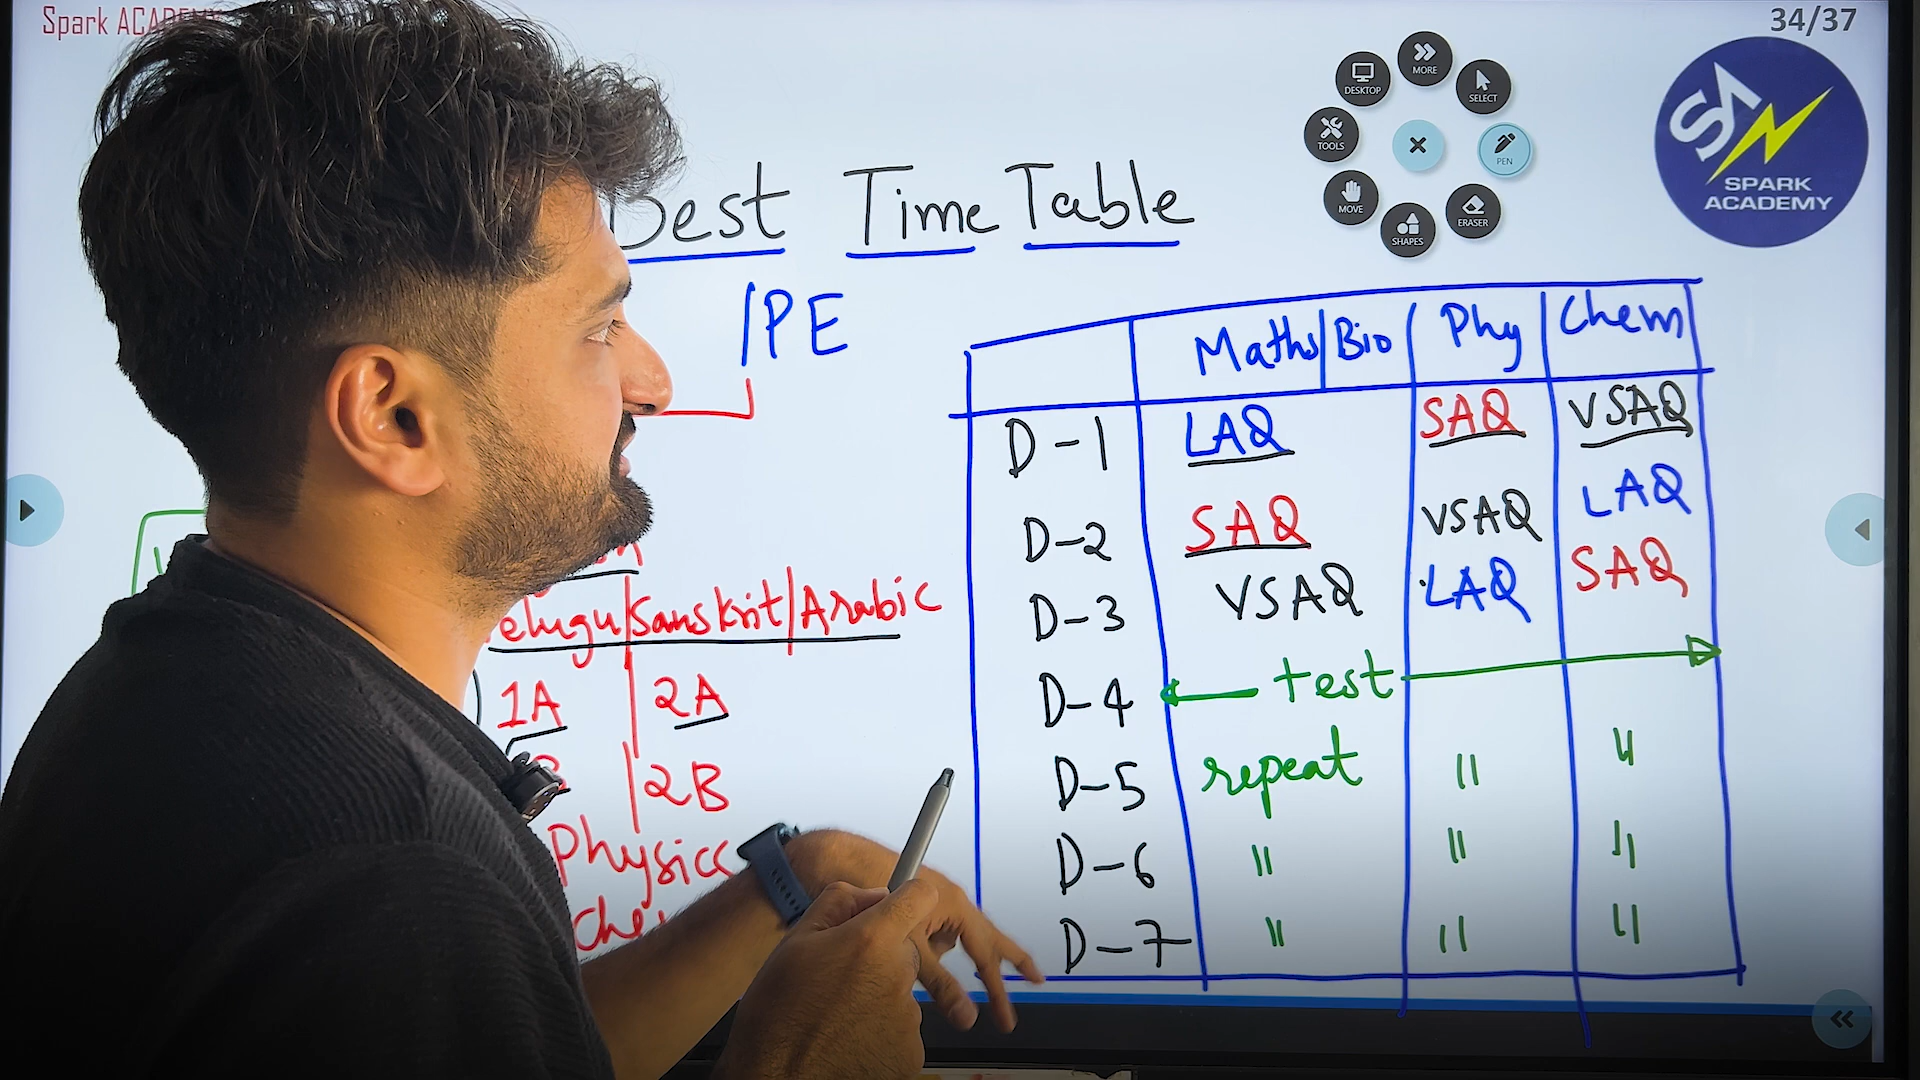 Spark ACADEMY
34/37
MORE
DESKTOP
SELECT
TOOLS
PEN
MOVE
ERASER
SHAPES
SPARK
ACADEMY
Best Time Table
IPE
Maths/Bio Phy Chem
D-1 LAQ SAQ VSAQ
D-2 SAQ VSAQ LAQ
D-3 VSAQ LAQ SAQ
D-4 test
D-5 repeat " "
D-6 " " "
D-7 " " "
elugu/Sanskrit/Arabic
1A 2A
2B
Physics